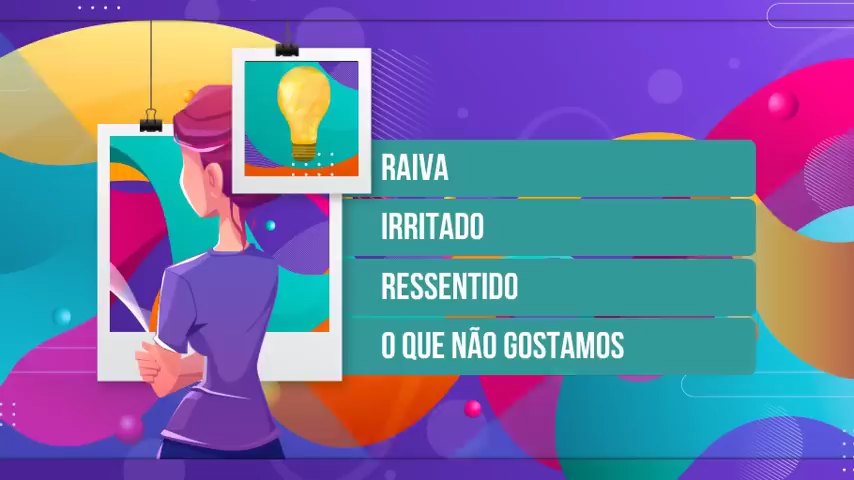 RAIVA
IRRITADO
RESSENTIDO
O QUE NÃO GOSTAMOS